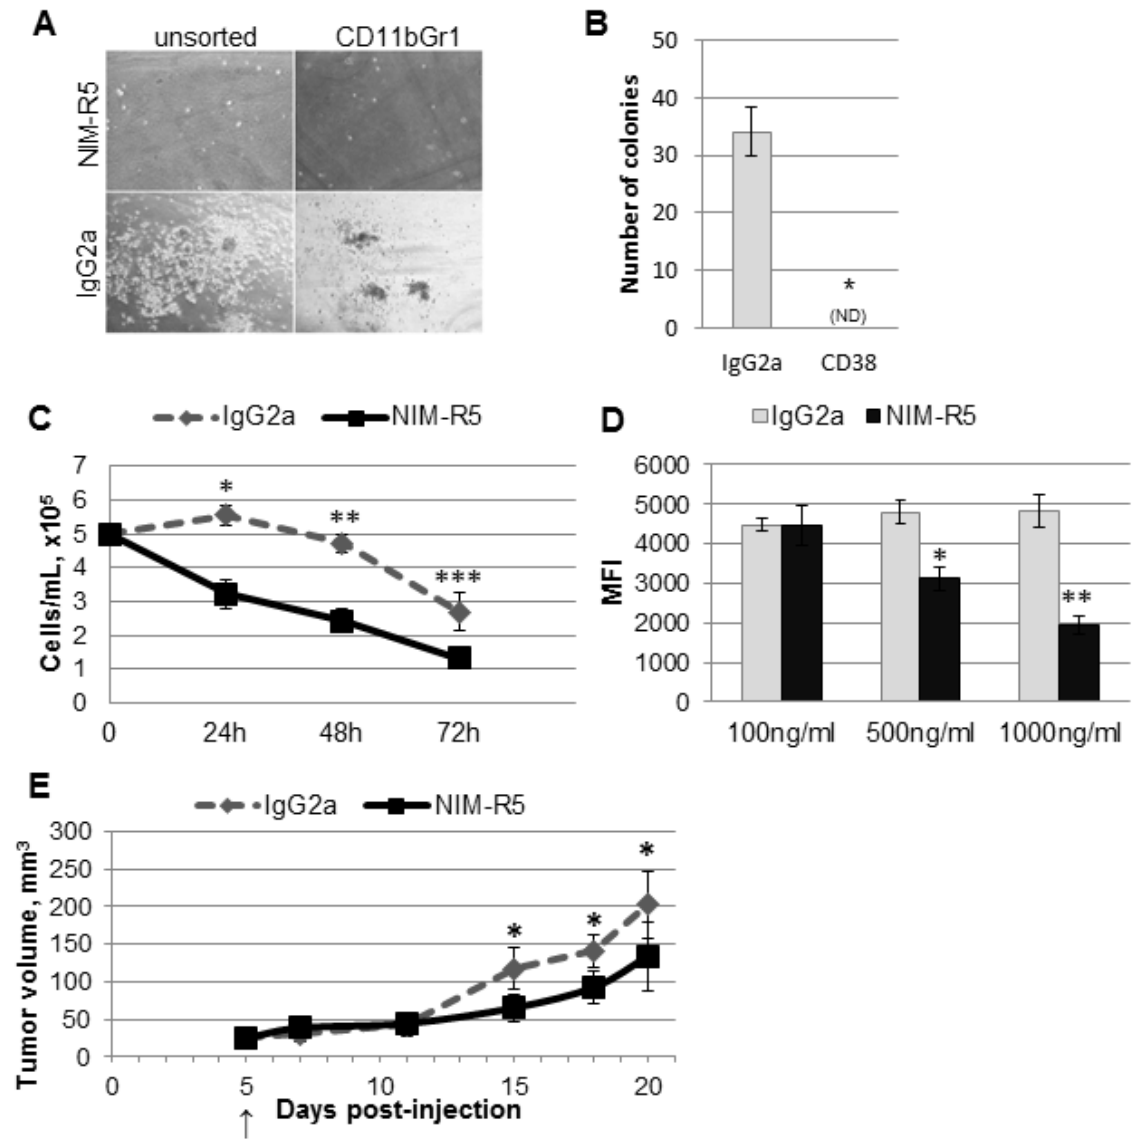 A
unsorted CD11bGr1
NIM-R5
IgG2a
B
50
40
30
20
10
0
Number of colonies
*
(ND)
IgG2a CD38
C
IgG2a NIM-R5
7
6
5
4
3
2
1
0
Cells/mL, x10⁵
* ** ***
0 24h 48h 72h
D
IgG2a NIM-R5
6000
5000
4000
3000
2000
1000
0
MFI
* **
100ng/ml 500ng/ml 1000ng/ml
E
IgG2a NIM-R5
300
250
200
150
100
50
0
Tumor volume, mm³
* * *
0 5 10 15 20
↑ Days post-injection